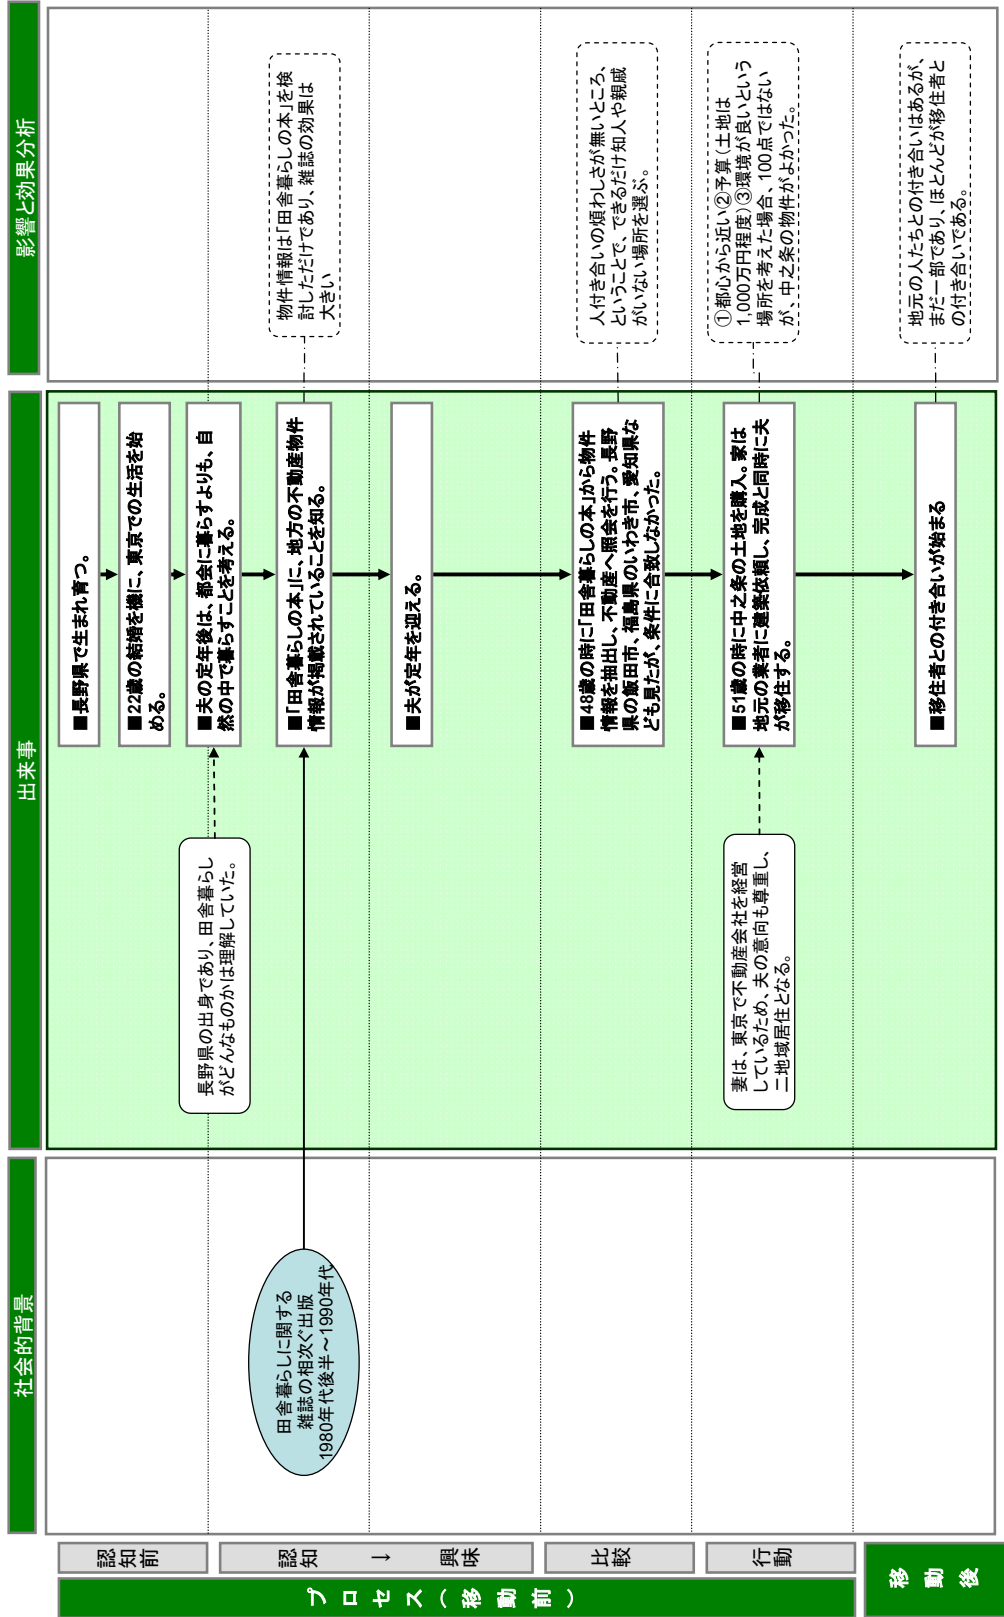 社会的背景
出来事
影響と効果分析
プロセス(移動前)
認知前
認知
→
興味
比較
行動
移動後
■長野県で生まれ育つ。
■22歳の結婚を機に、東京での生活を始
める。
長野県の出身であり、田舎暮らし
がどんなものかは理解していた。
■夫の定年後は、都会に暮らすよりも、自
然の中で暮らすことを考える。
田舎暮らしに関する
雑誌の相次ぐ出版
1980年代後半~1990年代
■「田舎暮らしの本」に、地方の不動産物件
情報が掲載されていることを知る。
物件情報は「田舎暮らしの本」を検
討しただけであり、雑誌の効果は
大きい
■夫が定年を迎える。
■48歳の時に「田舎暮らしの本」から物件
情報を抽出し、不動産へ照会を行う。長野
県の飯田市、福島県のいわき市、愛知県な
ども見たが、条件に合致しなかった。
人付き合いの煩わしさが無いところ、
ということで、できるだけ知人や親戚
がいない場所を選ぶ。
妻は、東京で不動産会社を経営
しているため、夫の意向も尊重し、
二地域居住となる。
■51歳の時に中之条の土地を購入。家は
地元の業者に建築依頼し、完成と同時に夫
が移住する。
①都心から近い②予算(土地は
1,000万円程度)③環境が良いという
場所を考えた場合、100点ではない
が、中之条の物件がよかった。
■移住者との付き合いが始まる
地元の人たちとの付き合いはあるが、
まだ一部であり、ほとんどが移住者と
の付き合いである。